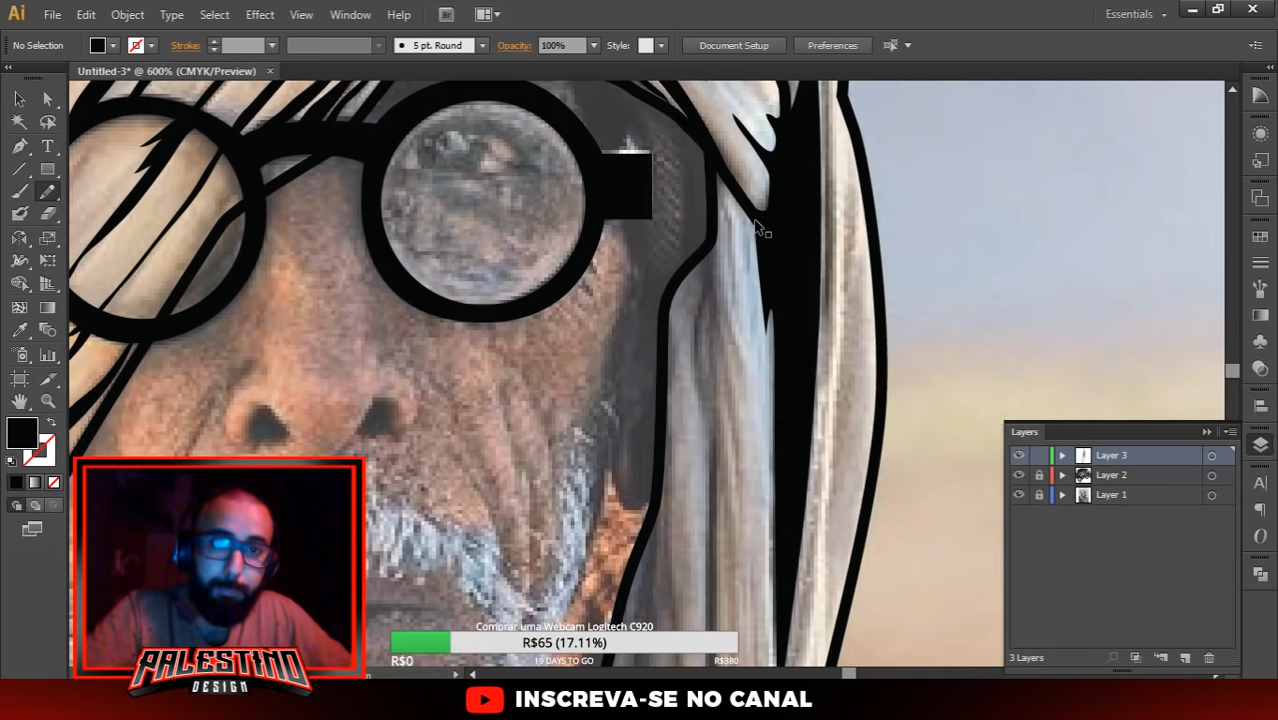 Ai File Edit Object Type Select Effect View Window Help Br Essentials
No Selection Stroke: 5 pt. Round Opacity: 100% Style: Document Setup Preferences
Untitled-3* @ 600% (CMYK/Preview)
Layers
Layer 3
Layer 2
Layer 1
3 Layers
Comprar uma Webcam Logitech C920
R$65 (17.11%)
R$0 19 DAYS TO GO R$380
PALESTINO
DESIGN
INSCREVA-SE NO CANAL